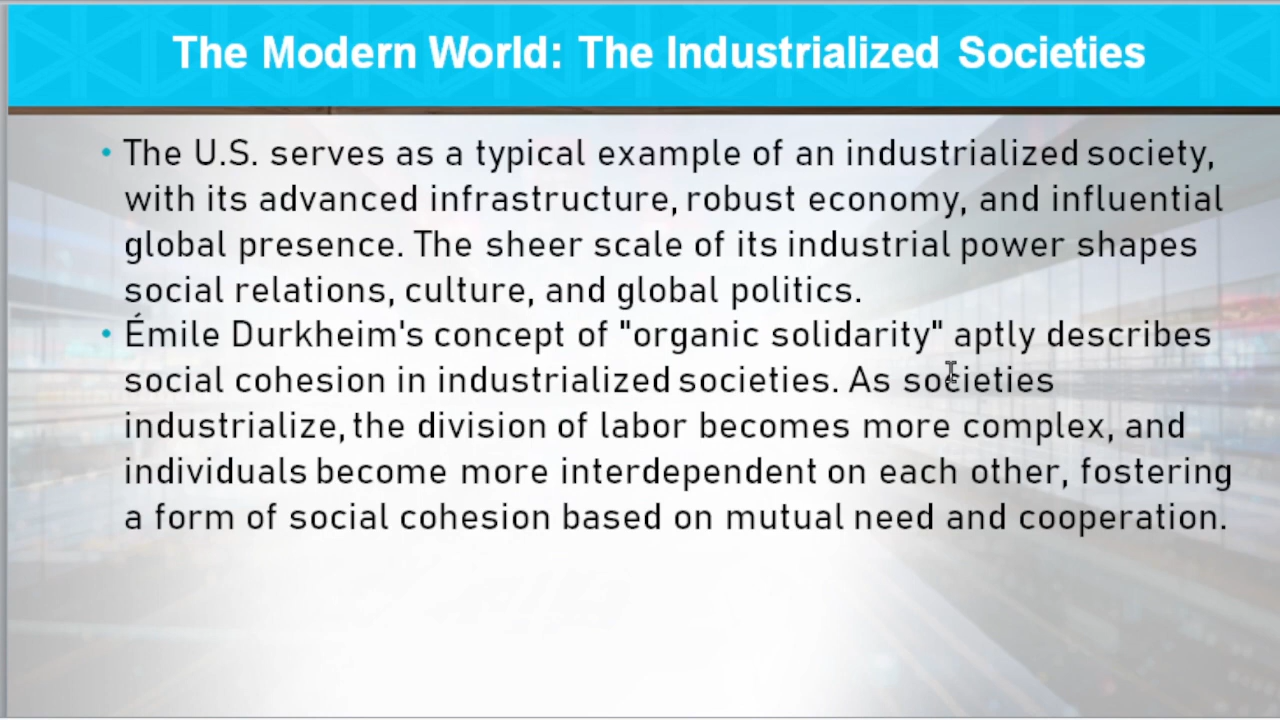 The Modern World: The Industrialized Societies
• The U.S. serves as a typical example of an industrialized society,
with its advanced infrastructure, robust economy, and influential
global presence. The sheer scale of its industrial power shapes
social relations, culture, and global politics.
• Émile Durkheim's concept of "organic solidarity" aptly describes
social cohesion in industrialized societies. As societies
industrialize, the division of labor becomes more complex, and
individuals become more interdependent on each other, fostering
a form of social cohesion based on mutual need and cooperation.